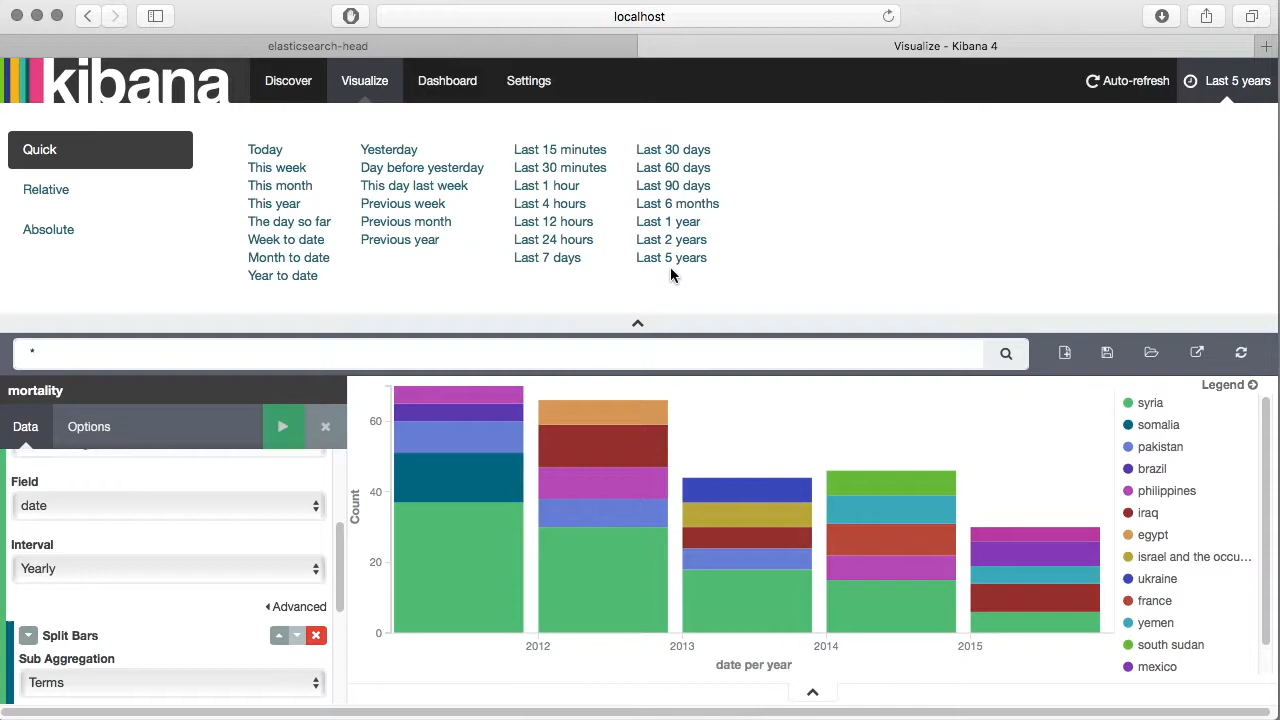 localhost
elasticsearch-head
Visualize - Kibana 4
kibana
Discover
Visualize
Dashboard
Settings
Auto-refresh
Last 5 years
Quick
Relative
Absolute
Today
This week
This month
This year
The day so far
Week to date
Month to date
Year to date
Yesterday
Day before yesterday
This day last week
Previous week
Previous month
Previous year
Last 15 minutes
Last 30 minutes
Last 1 hour
Last 4 hours
Last 12 hours
Last 24 hours
Last 7 days
Last 30 days
Last 60 days
Last 90 days
Last 6 months
Last 1 year
Last 2 years
Last 5 years
*
mortality
Data
Options
Field
date
Interval
Yearly
Advanced
Split Bars
Sub Aggregation
Terms
Count
60
40
20
0
2012
2013
2014
2015
date per year
Legend
syria
somalia
pakistan
brazil
philippines
iraq
egypt
israel and the occu...
ukraine
france
yemen
south sudan
mexico